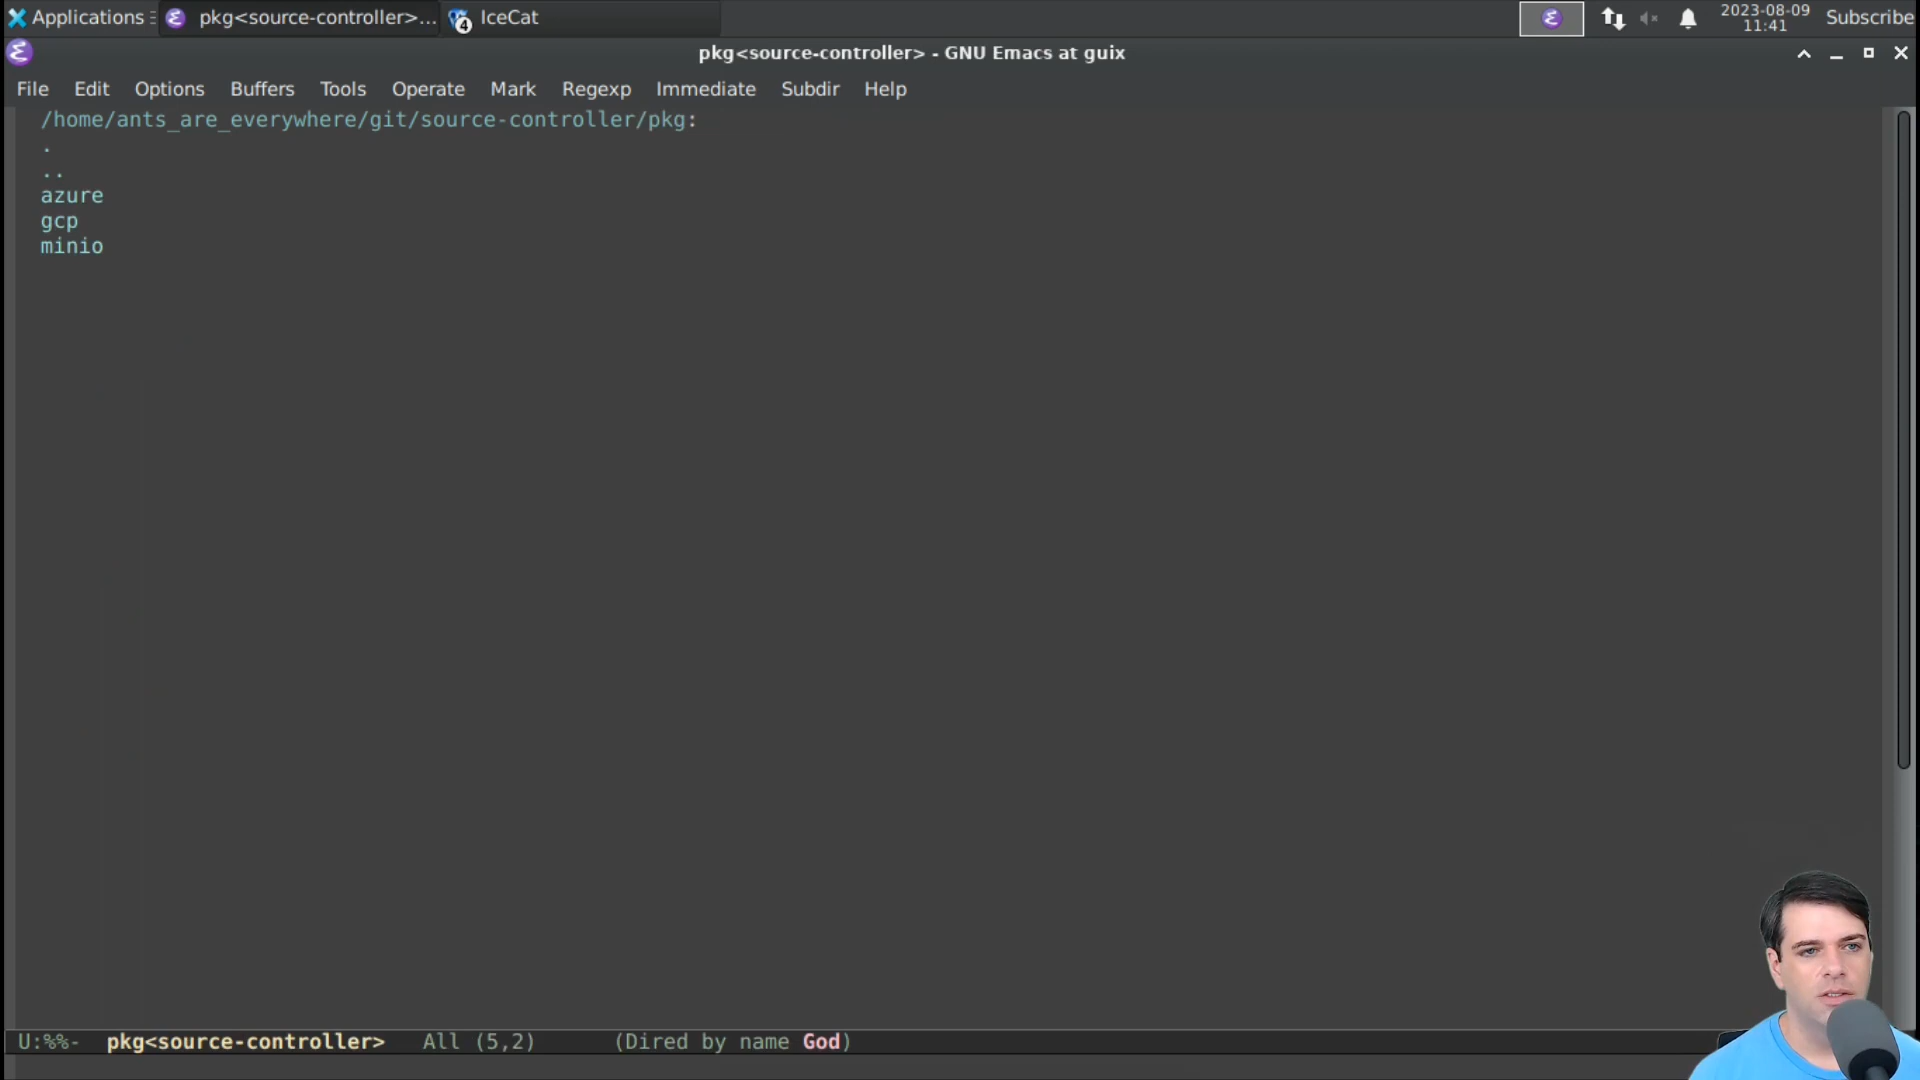 Applications
pkg<source-controller>...
4
IceCat
2023-08-09
11:41
Subscribe
pkg<source-controller> - GNU Emacs at guix
File Edit Options Buffers Tools Operate Mark Regexp Immediate Subdir Help
/home/ants_are_everywhere/git/source-controller/pkg:
.
..
azure
gcp
minio
U:%%- pkg<source-controller> All (5,2) (Dired by name God)